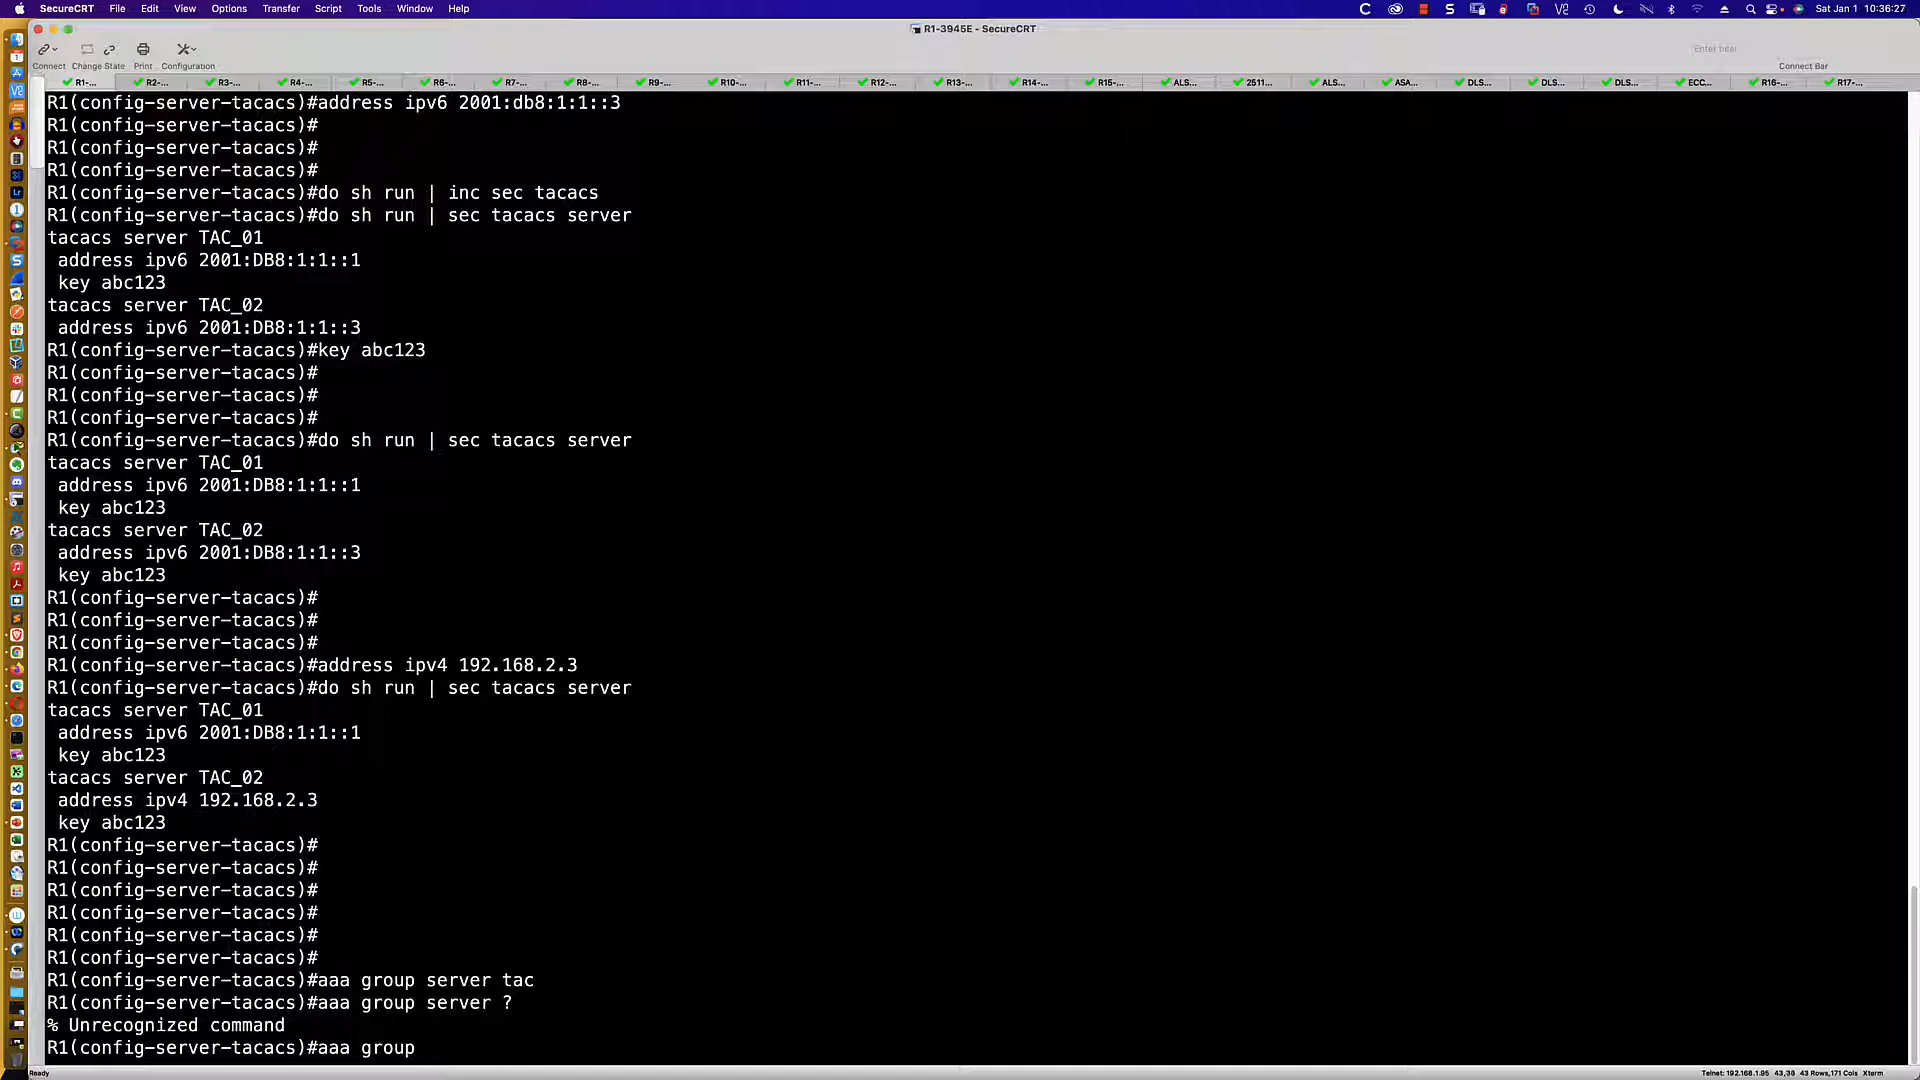 SecureCRT File Edit View Options Transfer Script Tools Window Help Sat Jan 1 10:36:27
R1-3945E - SecureCRT
Connect Change State Print Configuration
Connect Bar
R1-... R2-... R3-... R4-... R5-... R6-... R7-... R8-... R9-... R10-... R11-... R12-... R13-... R14-... R15-... ALS... 2511... ALS... ASA... DLS... DLS... DLS... ECC... R16-... R17-...
R1(config-server-tacacs)#address ipv6 2001:db8:1:1::3
R1(config-server-tacacs)#
R1(config-server-tacacs)#
R1(config-server-tacacs)#
R1(config-server-tacacs)#do sh run | inc sec tacacs
R1(config-server-tacacs)#do sh run | sec tacacs server
tacacs server TAC_01
address ipv6 2001:DB8:1:1::1
key abc123
tacacs server TAC_02
address ipv6 2001:DB8:1:1::3
R1(config-server-tacacs)#key abc123
R1(config-server-tacacs)#
R1(config-server-tacacs)#
R1(config-server-tacacs)#
R1(config-server-tacacs)#do sh run | sec tacacs server
tacacs server TAC_01
address ipv6 2001:DB8:1:1::1
key abc123
tacacs server TAC_02
address ipv6 2001:DB8:1:1::3
key abc123
R1(config-server-tacacs)#
R1(config-server-tacacs)#
R1(config-server-tacacs)#
R1(config-server-tacacs)#address ipv4 192.168.2.3
R1(config-server-tacacs)#do sh run | sec tacacs server
tacacs server TAC_01
address ipv6 2001:DB8:1:1::1
key abc123
tacacs server TAC_02
address ipv4 192.168.2.3
key abc123
R1(config-server-tacacs)#
R1(config-server-tacacs)#
R1(config-server-tacacs)#
R1(config-server-tacacs)#
R1(config-server-tacacs)#
R1(config-server-tacacs)#
R1(config-server-tacacs)#aaa group server tac
R1(config-server-tacacs)#aaa group server ?
% Unrecognized command
R1(config-server-tacacs)#aaa group
Ready Telnet: 192.168.1.95 43,36 43 Rows,171 Cols Xterm